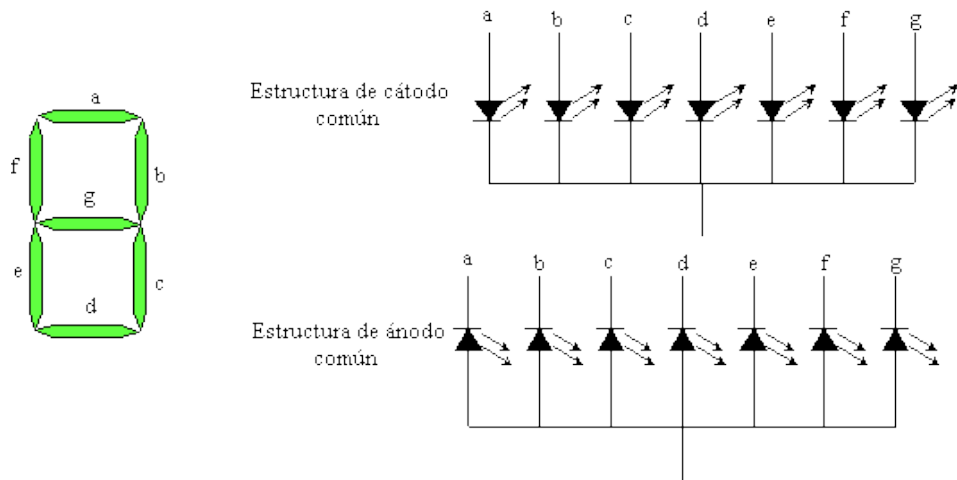 a
f
b
g
e
c
d
a b c d e f g
Estructura de cátodo
común
a b c d e f g
Estructura de ánodo
común